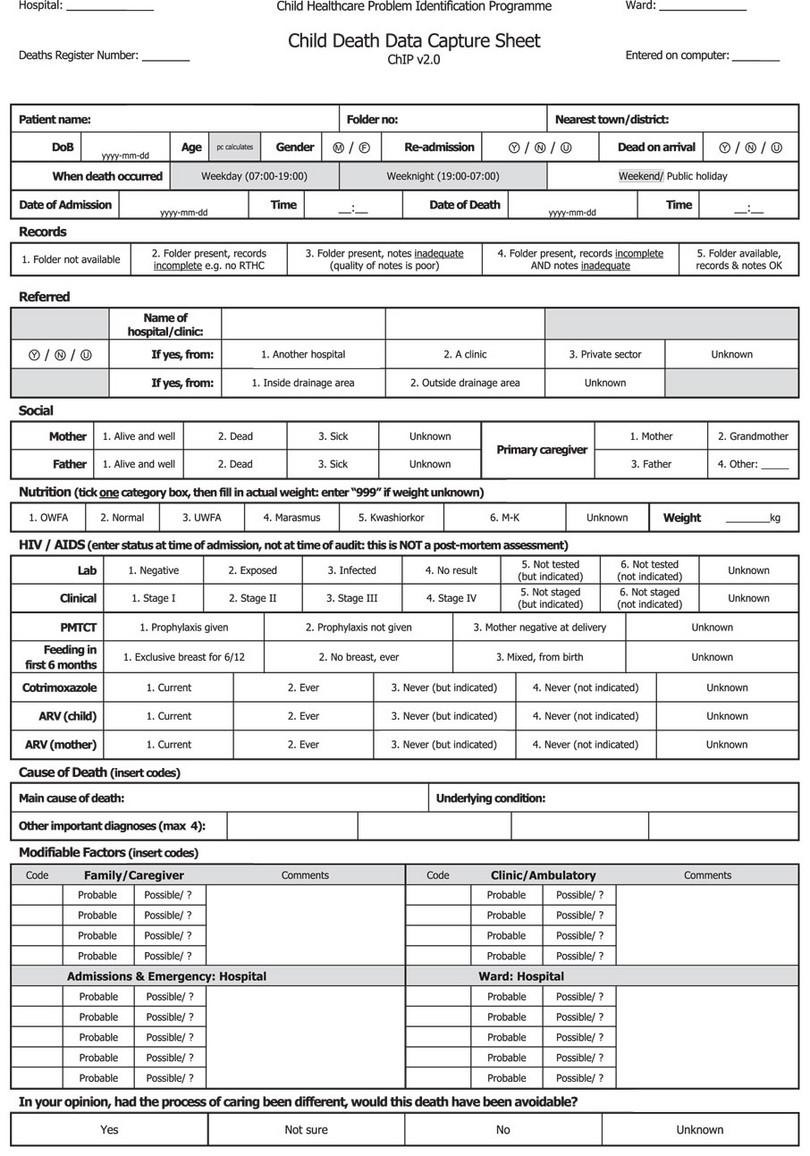 Hospital: ____________ Child Healthcare Problem Identification Programme Ward: ____________
Child Death Data Capture Sheet
Deaths Register Number: _______ ChIP v2.0 Entered on computer: _______
Patient name: Folder no: Nearest town/district:
DoB yyyy-mm-dd Age pc calculates Gender Ⓜ / Ⓕ Re-admission Ⓨ / Ⓝ / Ⓤ Dead on arrival Ⓨ / Ⓝ / Ⓤ
When death occurred Weekday (07:00-19:00) Weeknight (19:00-07:00) Weekend/ Public holiday
Date of Admission yyyy-mm-dd Time __:__ Date of Death yyyy-mm-dd Time __:__
Records
1. Folder not available 2. Folder present, records incomplete e.g. no RTHC 3. Folder present, notes inadequate (quality of notes is poor) 4. Folder present, records incomplete AND notes inadequate 5. Folder available, records & notes OK
Referred
Name of hospital/clinic:
Ⓨ / Ⓝ / Ⓤ If yes, from: 1. Another hospital 2. A clinic 3. Private sector Unknown
If yes, from: 1. Inside drainage area 2. Outside drainage area Unknown
Social
Mother 1. Alive and well 2. Dead 3. Sick Unknown Primary caregiver 1. Mother 2. Grandmother
Father 1. Alive and well 2. Dead 3. Sick Unknown 3. Father 4. Other: ____
Nutrition (tick one category box, then fill in actual weight: enter “999” if weight unknown)
1. OWFA 2. Normal 3. UWFA 4. Marasmus 5. Kwashiorkor 6. M-K Unknown Weight ______kg
HIV / AIDS (enter status at time of admission, not at time of audit: this is NOT a post-mortem assessment)
Lab 1. Negative 2. Exposed 3. Infected 4. No result 5. Not tested (but indicated) 6. Not tested (not indicated) Unknown
Clinical 1. Stage I 2. Stage II 3. Stage III 4. Stage IV 5. Not staged (but indicated) 6. Not staged (not indicated) Unknown
PMTCT 1. Prophylaxis given 2. Prophylaxis not given 3. Mother negative at delivery Unknown
Feeding in first 6 months 1. Exclusive breast for 6/12 2. No breast, ever 3. Mixed, from birth Unknown
Cotrimoxazole 1. Current 2. Ever 3. Never (but indicated) 4. Never (not indicated) Unknown
ARV (child) 1. Current 2. Ever 3. Never (but indicated) 4. Never (not indicated) Unknown
ARV (mother) 1. Current 2. Ever 3. Never (but indicated) 4. Never (not indicated) Unknown
Cause of Death (insert codes)
Main cause of death: Underlying condition:
Other important diagnoses (max 4):
Modifiable Factors (insert codes)
Code Family/Caregiver Comments Code Clinic/Ambulatory Comments
Probable Possible/ ? Probable Possible/ ?
Probable Possible/ ? Probable Possible/ ?
Probable Possible/ ? Probable Possible/ ?
Probable Possible/ ? Probable Possible/ ?
Admissions & Emergency: Hospital Ward: Hospital
Probable Possible/ ? Probable Possible/ ?
Probable Possible/ ? Probable Possible/ ?
Probable Possible/ ? Probable Possible/ ?
Probable Possible/ ? Probable Possible/ ?
Probable Possible/ ? Probable Possible/ ?
In your opinion, had the process of caring been different, would this death have been avoidable?
Yes Not sure No Unknown